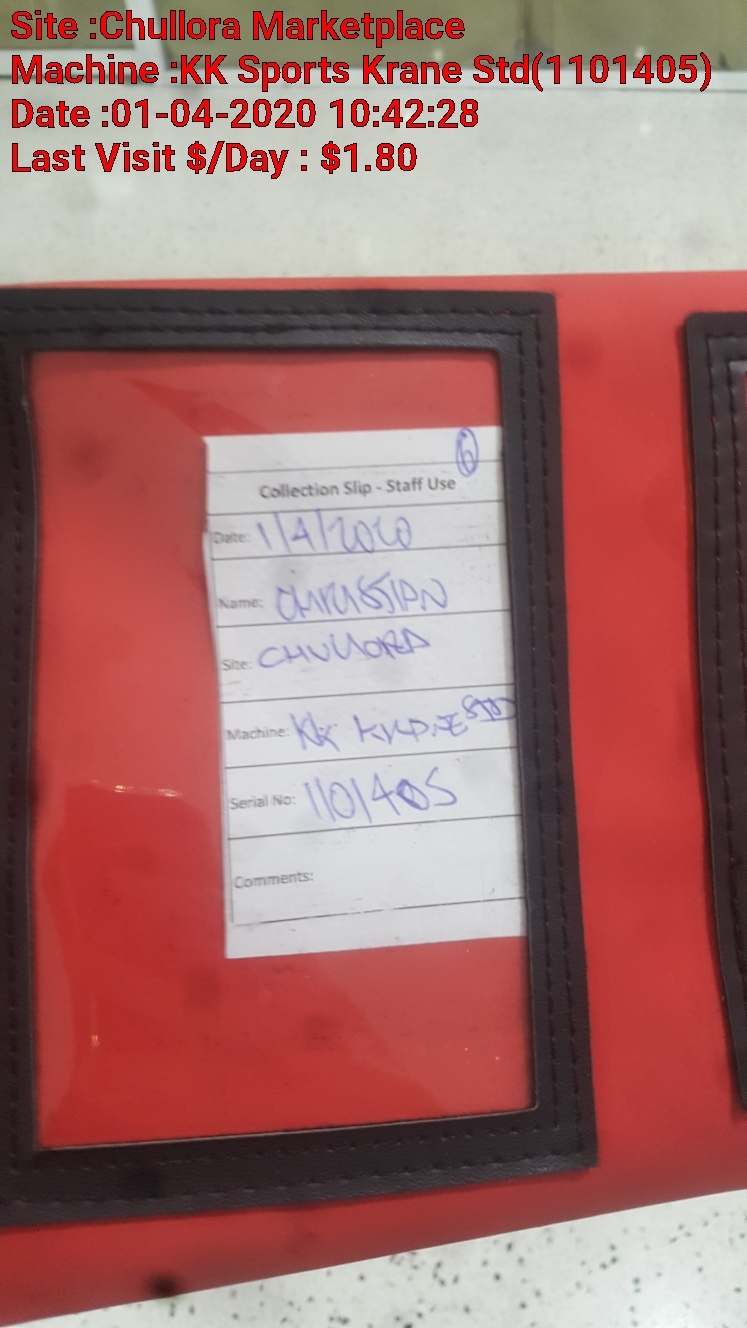 Site :Chullora Marketplace
Machine :KK Sports Krane Std(1101405)
Date :01-04-2020 10:42:28
Last Visit $/Day : $1.80
6
Collection Slip - Staff Use
Date: 1/4/2020
Name: CHRISSIAN
Site: CHULLORA
Machine: KK KRANE STD
Serial No: 1101405
Comments: